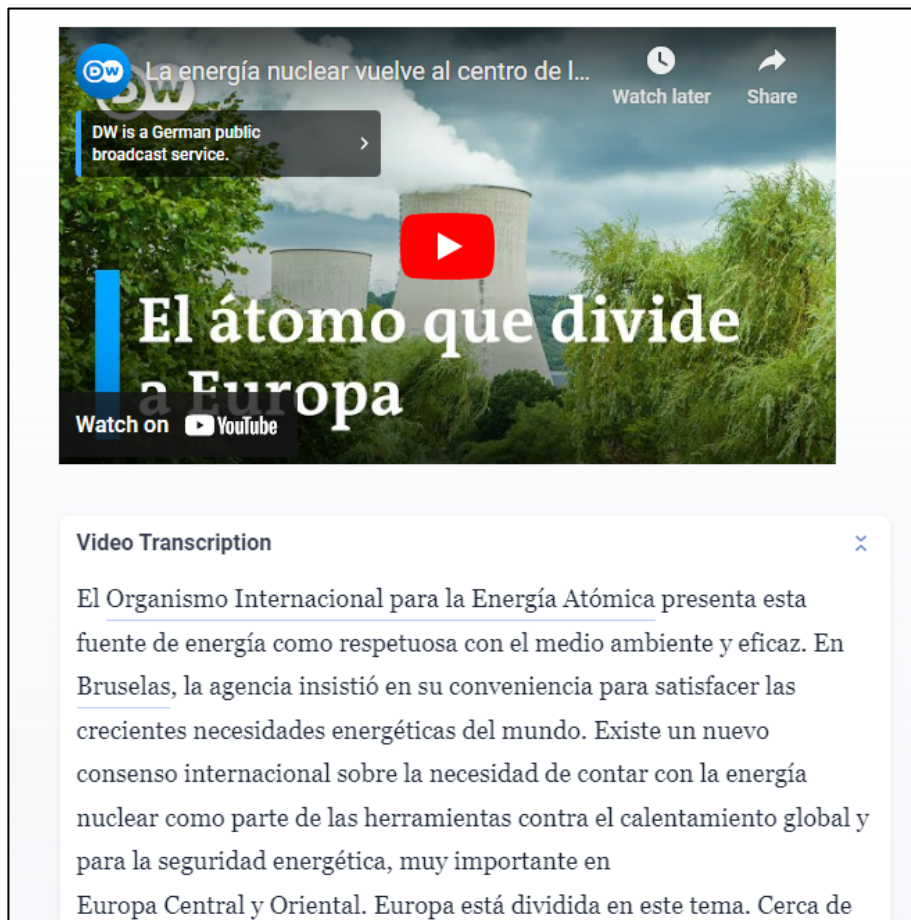 DW
La energía nuclear vuelve al centro de l...
Watch later
Share
DW
DW is a German public
broadcast service.
El átomo que divide
a Europa
Watch on YouTube
Video Transcription
El Organismo Internacional para la Energía Atómica presenta esta
fuente de energía como respetuosa con el medio ambiente y eficaz. En
Bruselas, la agencia insistió en su conveniencia para satisfacer las
crecientes necesidades energéticas del mundo. Existe un nuevo
consenso internacional sobre la necesidad de contar con la energía
nuclear como parte de las herramientas contra el calentamiento global y
para la seguridad energética, muy importante en
Europa Central y Oriental. Europa está dividida en este tema. Cerca de